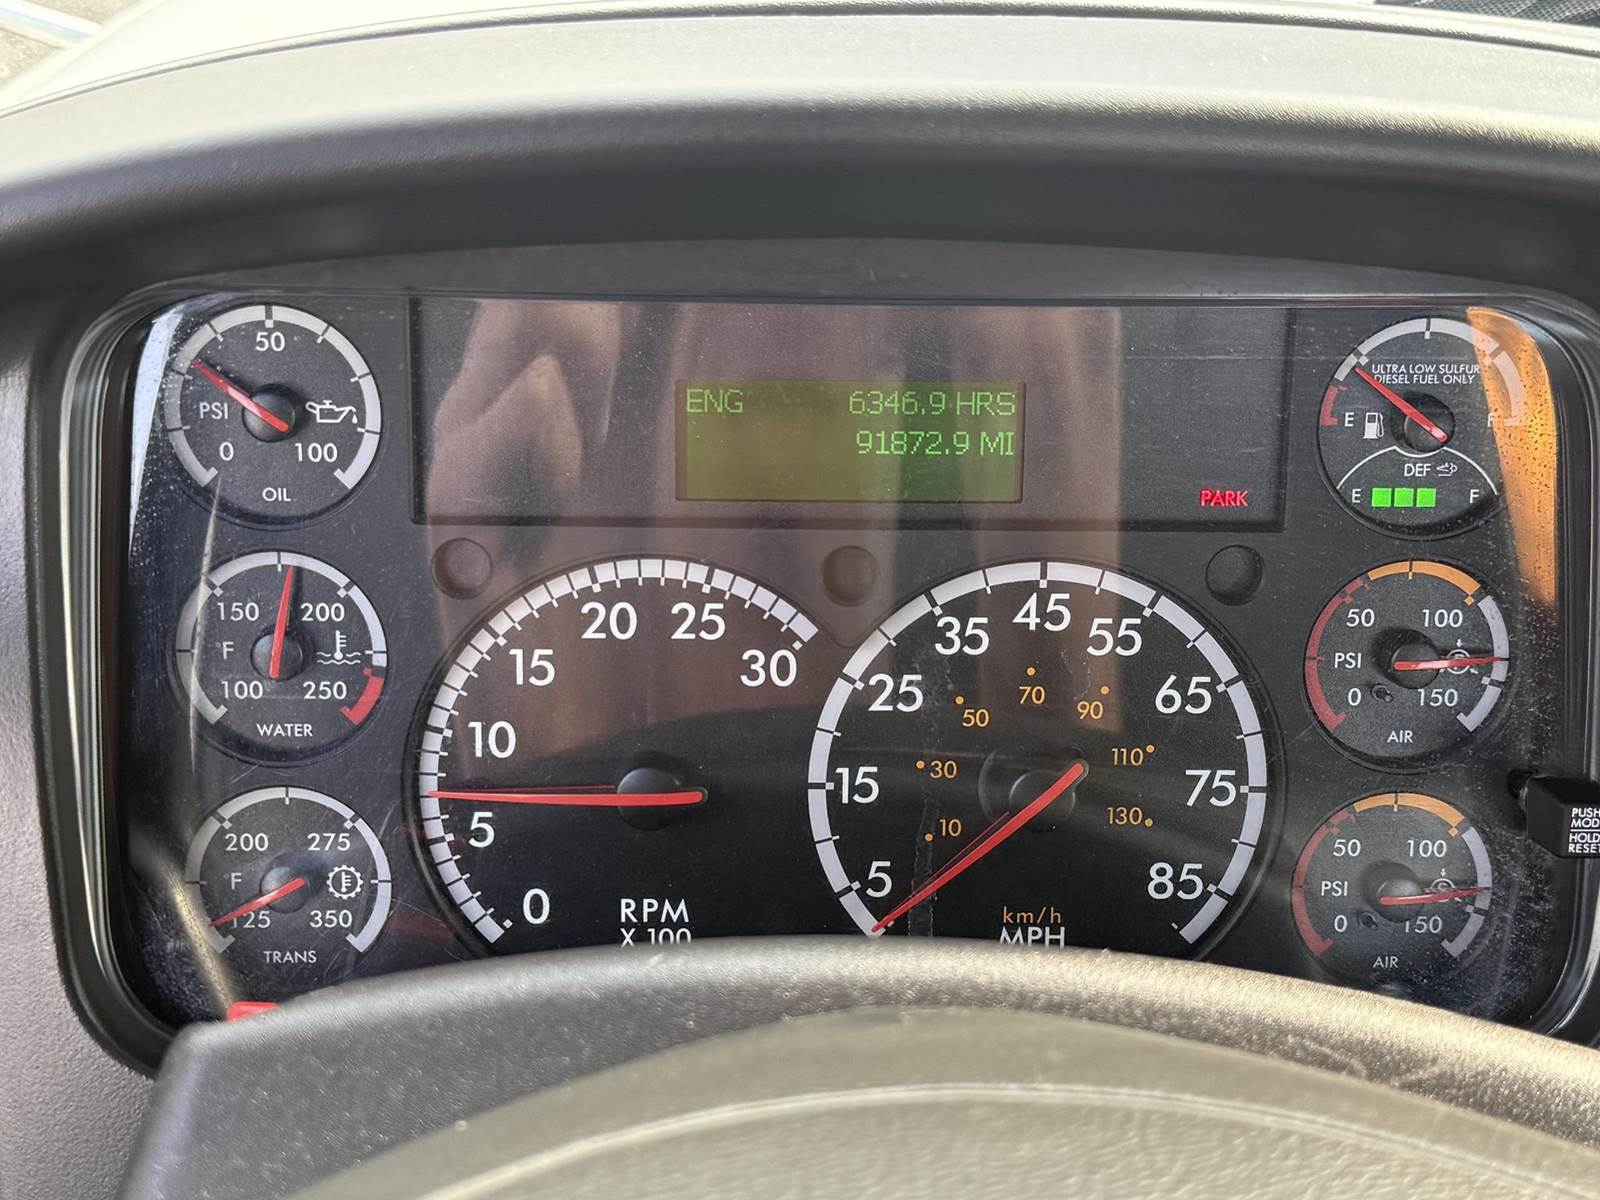 50
PSI
0 100
OIL
ENG 6346.9 HRS
91872.9 MI
PARK
ULTRA LOW SULFUR
DIESEL FUEL ONLY
E F
DEF
E F
150 200
F
100 250
WATER
200 275
F
125 350
TRANS
0 5 10 15 20 25 30
RPM
X 100
5 15 25 35 45 55 65 75 85
10 30 50 70 90 110 130
km/h
MPH
50 100
PSI
0 150
AIR
50 100
PSI
0 150
AIR
PUSH
HOLD
RESET